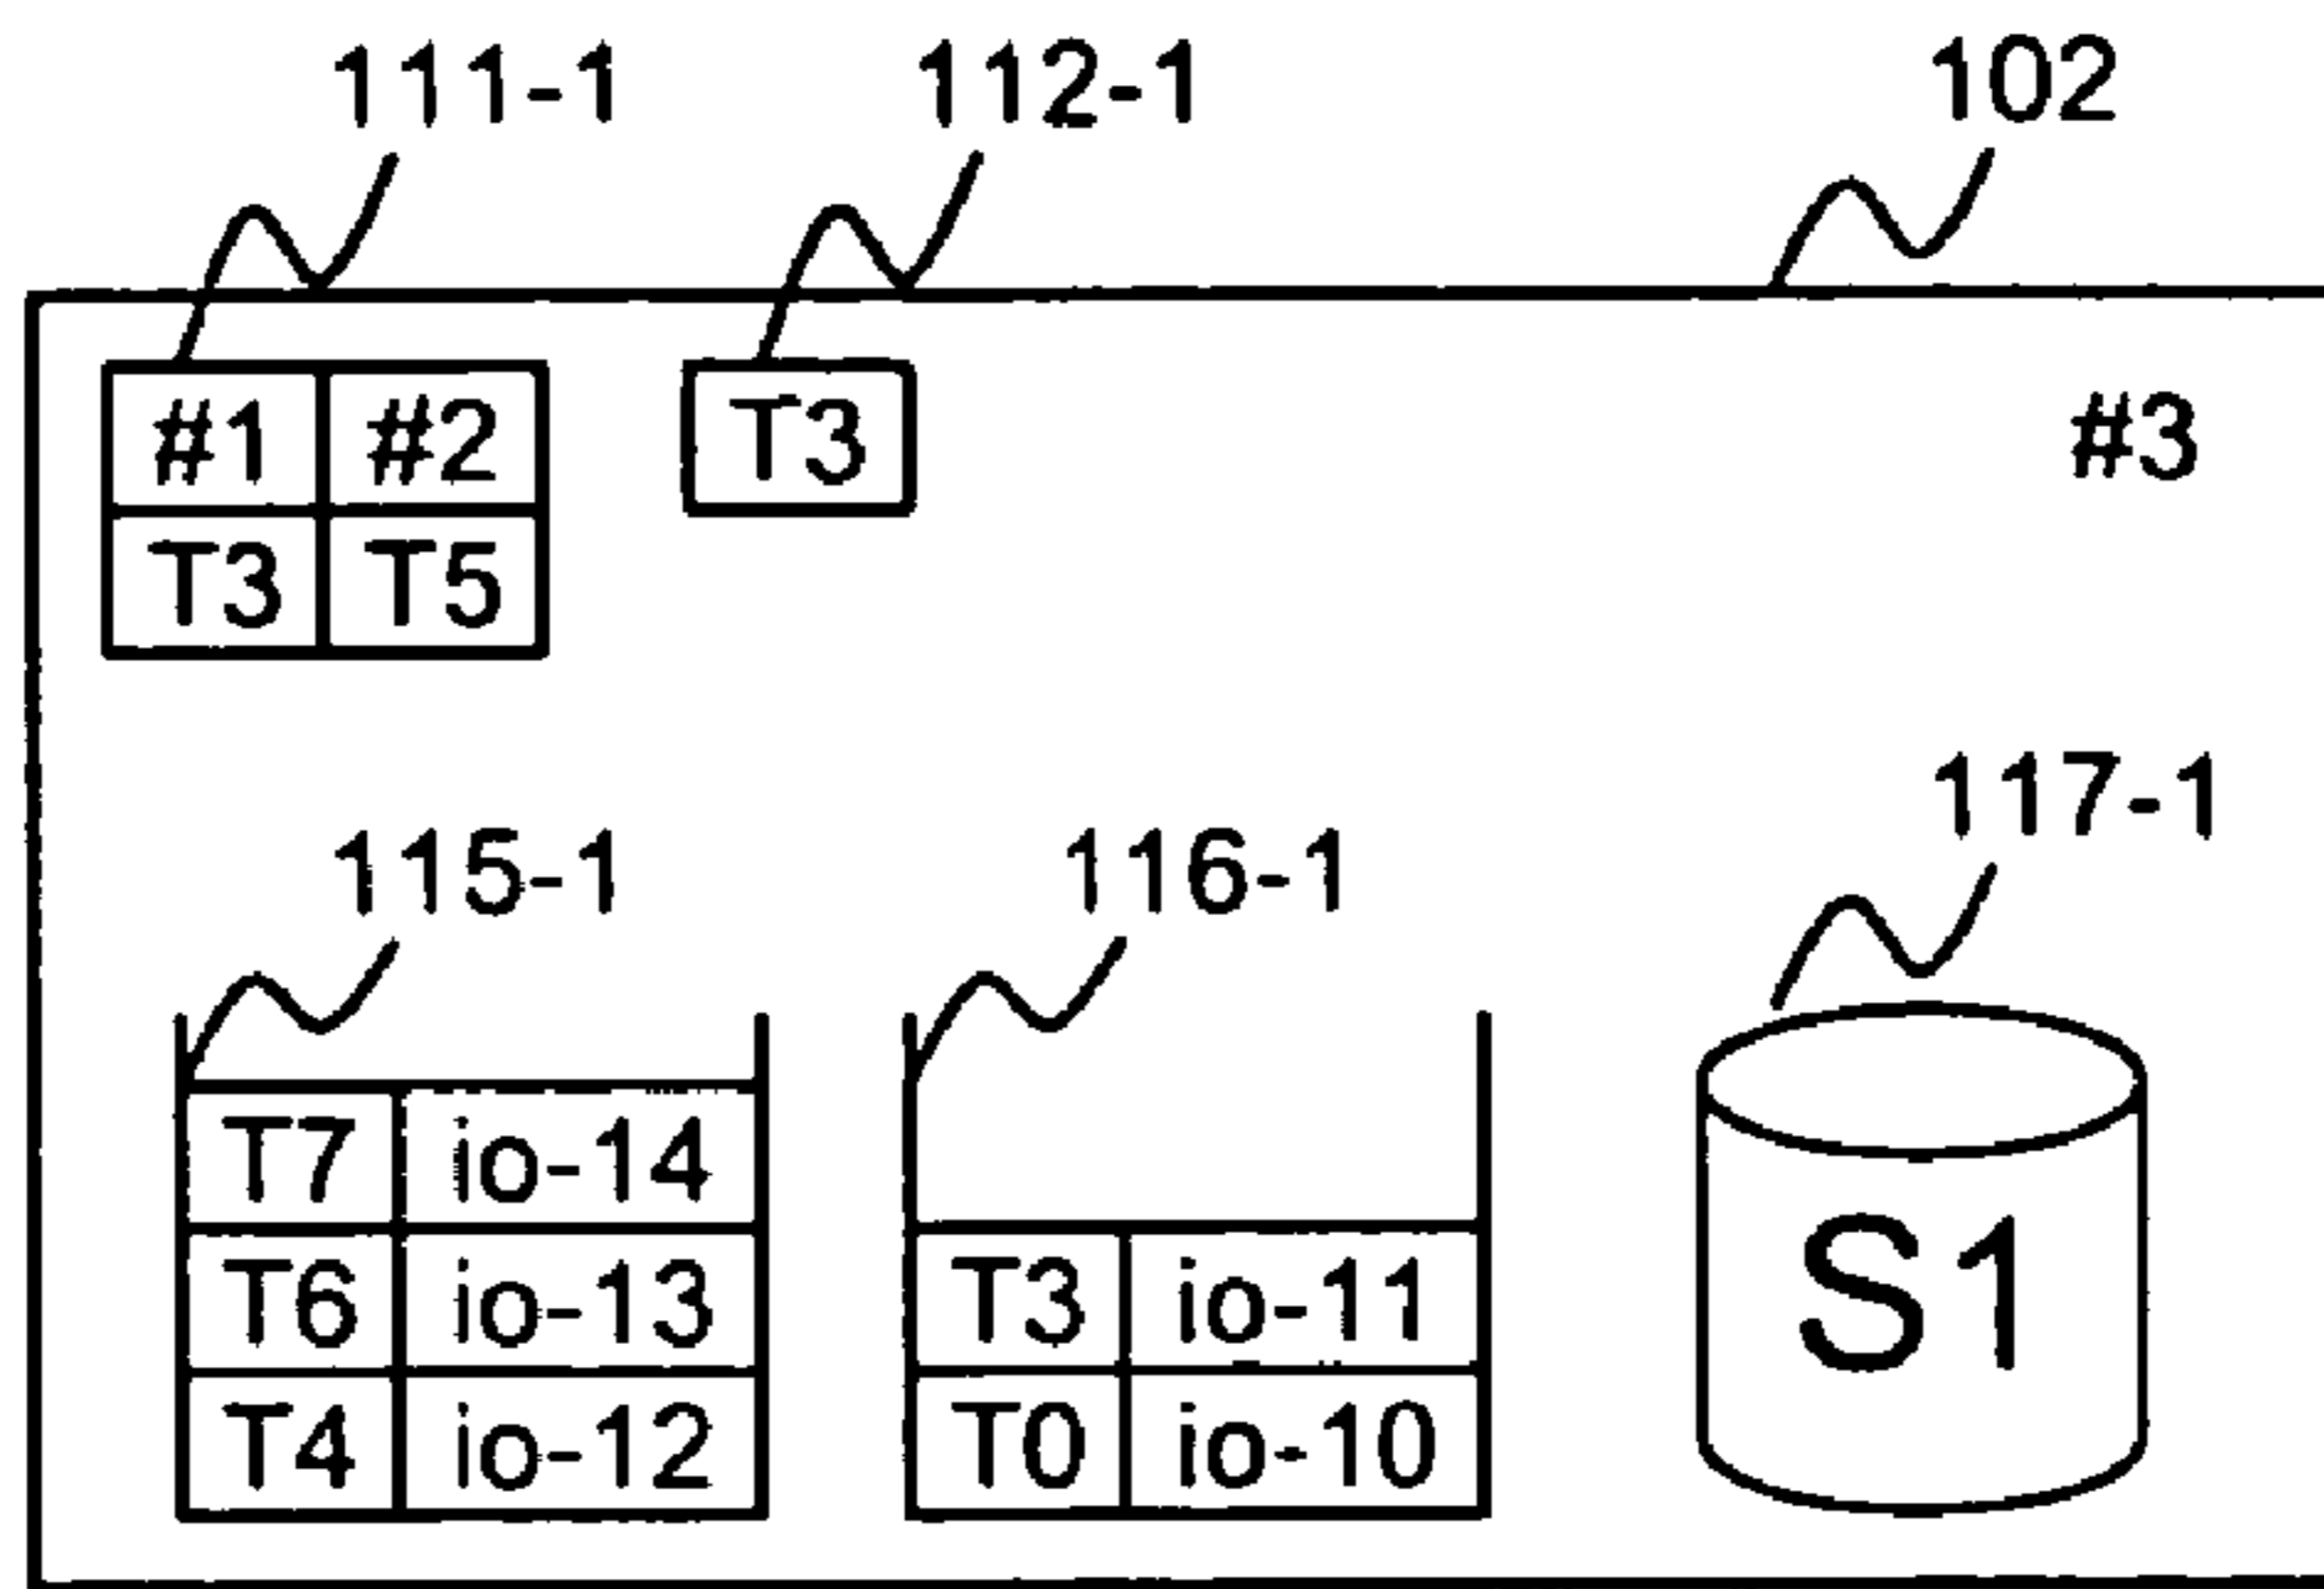 111-1 112-1 102
#1 #2 T3 #3
T3 T5
117-1
115-1 116-1
T7 io-14
T6 io-13 T3 io-11 S1
T4 io-12 T0 io-10